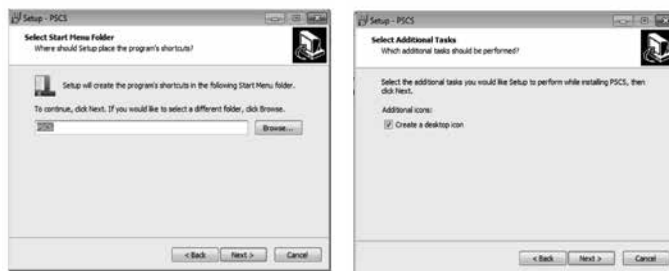 Setup - PSCS
Select Start Menu Folder
Where should Setup place the program's shortcuts?
Setup will create the program's shortcuts in the following Start Menu folder.
To continue, click Next. If you would like to select a different folder, click Browse.
PSCS
Browse...
< Back
Next >
Cancel
Setup - PSCS
Select Additional Tasks
Which additional tasks should be performed?
Select the additional tasks you would like Setup to perform while installing PSCS, then
click Next.
Additional icons:
Create a desktop icon
< Back
Next >
Cancel